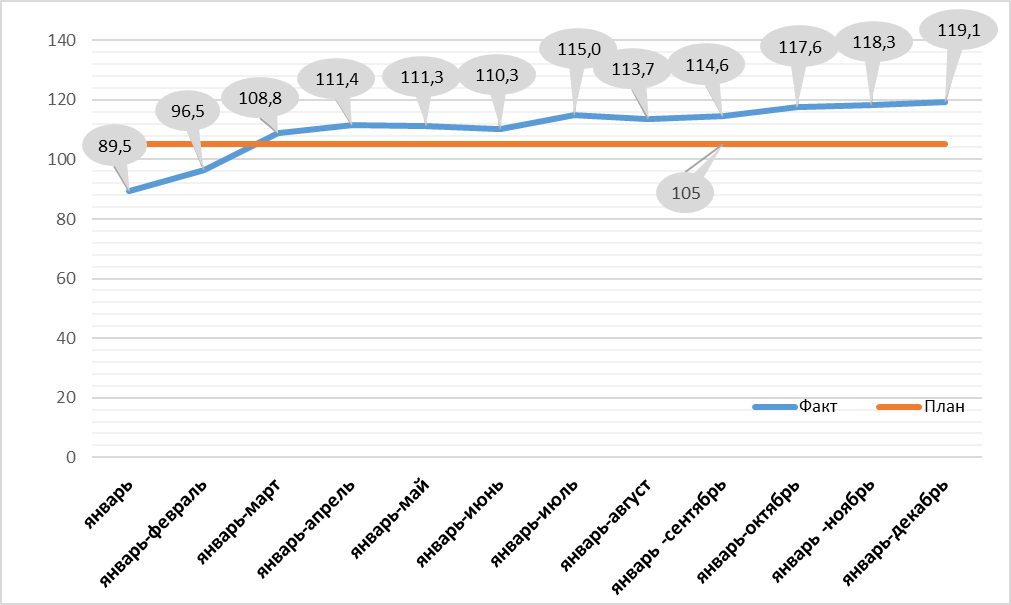 140
120
100
80
60
40
20
0
89,5
96,5
108,8
111,4
111,3
110,3
115,0
113,7
114,6
117,6
118,3
119,1
105
Факт
План
январь
январь-февраль
январь-март
январь-апрель
январь-май
январь-июнь
январь-июль
январь-август
январь -сентябрь
январь-октябрь
январь -ноябрь
январь-декабрь